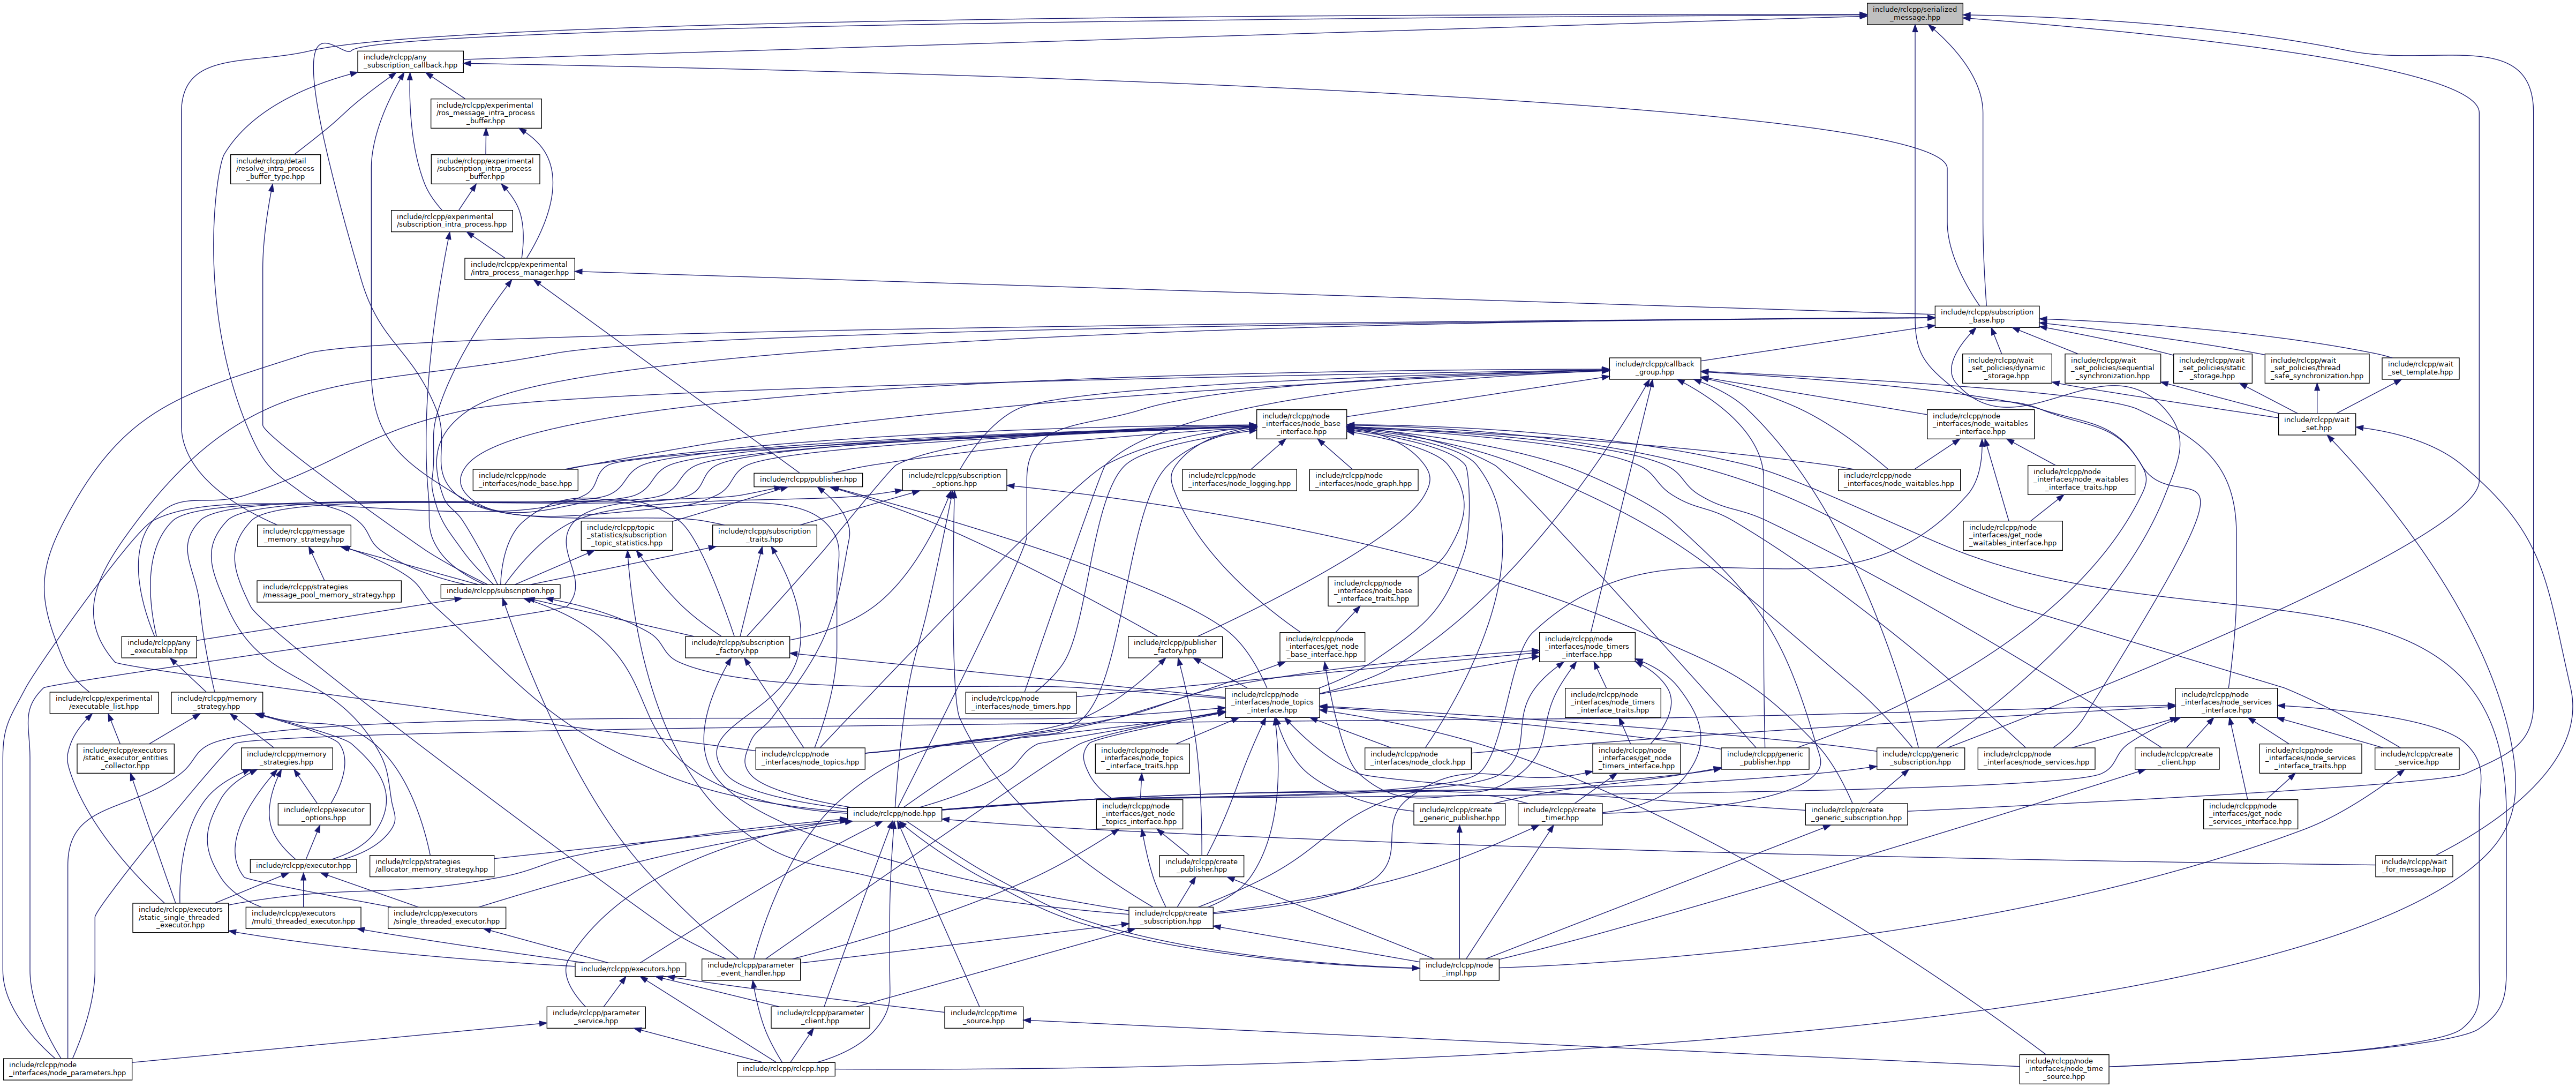 include/rclcpp/serialized
_message.hpp
include/rclcpp/any
_subscription_callback.hpp
include/rclcpp/experimental
/ros_message_intra_process
_buffer.hpp
include/rclcpp/detail
/resolve_intra_process
_buffer_type.hpp
include/rclcpp/experimental
/subscription_intra_process
_buffer.hpp
include/rclcpp/experimental
/subscription_intra_process.hpp
include/rclcpp/experimental
/intra_process_manager.hpp
include/rclcpp/subscription
_base.hpp
include/rclcpp/callback
_group.hpp
include/rclcpp/wait
_set_policies/dynamic
_storage.hpp
include/rclcpp/wait
_set_policies/sequential
_synchronization.hpp
include/rclcpp/wait
_set_policies/static
_storage.hpp
include/rclcpp/wait
_set_policies/thread
_safe_synchronization.hpp
include/rclcpp/wait
_set_template.hpp
include/rclcpp/node
_interfaces/node_base
_interface.hpp
include/rclcpp/node
_interfaces/node_waitables
_interface.hpp
include/rclcpp/wait
_set.hpp
include/rclcpp/node
_interfaces/node_base.hpp
include/rclcpp/publisher.hpp
include/rclcpp/subscription
_options.hpp
include/rclcpp/node
_interfaces/node_logging.hpp
include/rclcpp/node
_interfaces/node_graph.hpp
include/rclcpp/node
_interfaces/node_waitables.hpp
include/rclcpp/node
_interfaces/node_waitables
_interface_traits.hpp
include/rclcpp/message
_memory_strategy.hpp
include/rclcpp/topic
_statistics/subscription
_topic_statistics.hpp
include/rclcpp/subscription
_traits.hpp
include/rclcpp/node
_interfaces/get_node
_waitables_interface.hpp
include/rclcpp/strategies
/message_pool_memory_strategy.hpp
include/rclcpp/subscription.hpp
include/rclcpp/node
_interfaces/node_base
_interface_traits.hpp
include/rclcpp/any
_executable.hpp
include/rclcpp/subscription
_factory.hpp
include/rclcpp/publisher
_factory.hpp
include/rclcpp/node
_interfaces/get_node
_base_interface.hpp
include/rclcpp/node
_interfaces/node_timers
_interface.hpp
include/rclcpp/experimental
/executable_list.hpp
include/rclcpp/memory
_strategy.hpp
include/rclcpp/node
_interfaces/node_timers.hpp
include/rclcpp/node
_interfaces/node_topics
_interface.hpp
include/rclcpp/node
_interfaces/node_timers
_interface_traits.hpp
include/rclcpp/node
_interfaces/node_services
_interface.hpp
include/rclcpp/executors
/static_executor_entities
_collector.hpp
include/rclcpp/memory
_strategies.hpp
include/rclcpp/node
_interfaces/node_topics.hpp
include/rclcpp/node
_interfaces/node_topics
_interface_traits.hpp
include/rclcpp/node
_interfaces/node_clock.hpp
include/rclcpp/node
_interfaces/get_node
_timers_interface.hpp
include/rclcpp/generic
_publisher.hpp
include/rclcpp/generic
_subscription.hpp
include/rclcpp/node
_interfaces/node_services.hpp
include/rclcpp/create
_client.hpp
include/rclcpp/node
_interfaces/node_services
_interface_traits.hpp
include/rclcpp/create
_service.hpp
include/rclcpp/executor
_options.hpp
include/rclcpp/node.hpp
include/rclcpp/node
_interfaces/get_node
_topics_interface.hpp
include/rclcpp/create
_generic_publisher.hpp
include/rclcpp/create
_timer.hpp
include/rclcpp/create
_generic_subscription.hpp
include/rclcpp/node
_interfaces/get_node
_services_interface.hpp
include/rclcpp/executor.hpp
include/rclcpp/strategies
/allocator_memory_strategy.hpp
include/rclcpp/create
_publisher.hpp
include/rclcpp/wait
_for_message.hpp
include/rclcpp/executors
/static_single_threaded
_executor.hpp
include/rclcpp/executors
/multi_threaded_executor.hpp
include/rclcpp/executors
/single_threaded_executor.hpp
include/rclcpp/create
_subscription.hpp
include/rclcpp/executors.hpp
include/rclcpp/parameter
_event_handler.hpp
include/rclcpp/node
_impl.hpp
include/rclcpp/parameter
_service.hpp
include/rclcpp/parameter
_client.hpp
include/rclcpp/time
_source.hpp
include/rclcpp/node
_interfaces/node_parameters.hpp
include/rclcpp/rclcpp.hpp
include/rclcpp/node
_interfaces/node_time
_source.hpp